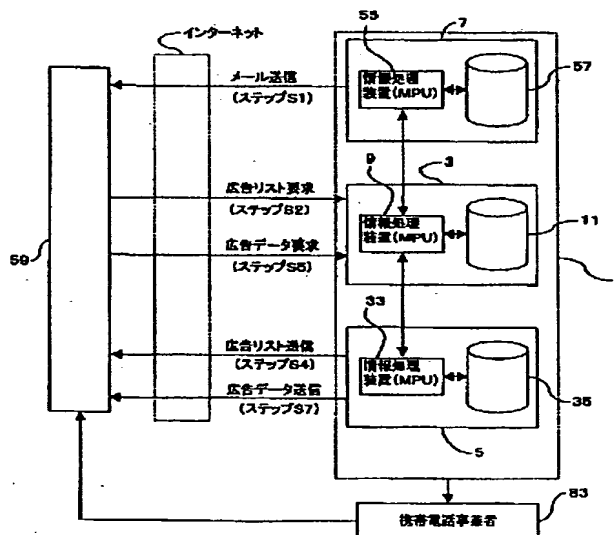 インターネット
55
7
メール送信
(ステップS1)
情報処理
装置(MPU)
57
9
3
広告リスト要求
(ステップS2)
情報処理
装置(MPU)
11
広告データ要求
(ステップS5)
59
33
広告リスト送信
(ステップS4)
情報処理
装置(MPU)
広告データ送信
(ステップS7)
35
5
携帯電話事業者
83